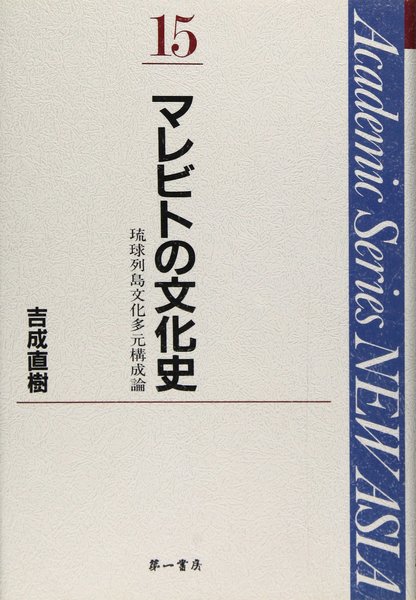 15
マレビトの文化史
琉球列島文化多元構成論
吉成直樹
Academic Series NEW ASIA
第一書房